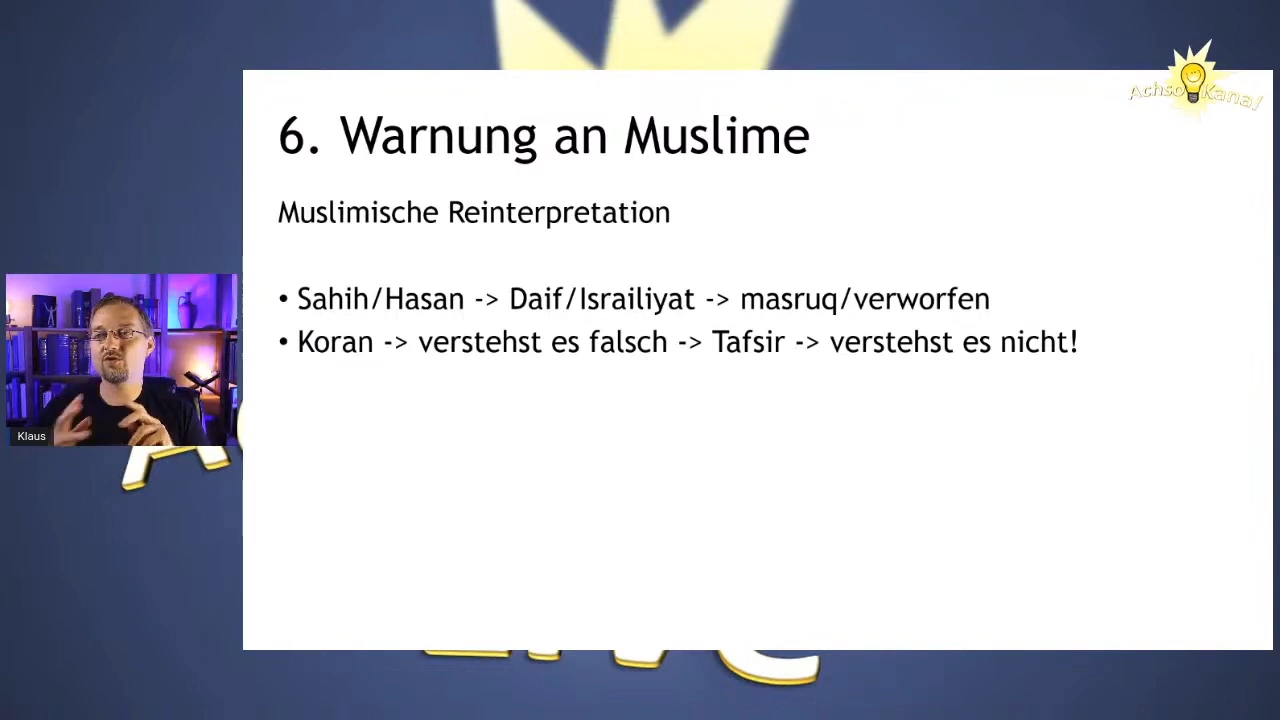 Achso Kanal
6. Warnung an Muslime
Muslimische Reinterpretation
• Sahih/Hasan -> Daif/Israiliyat -> masruq/verworfen
• Koran -> verstehst es falsch -> Tafsir -> verstehst es nicht!
Klaus